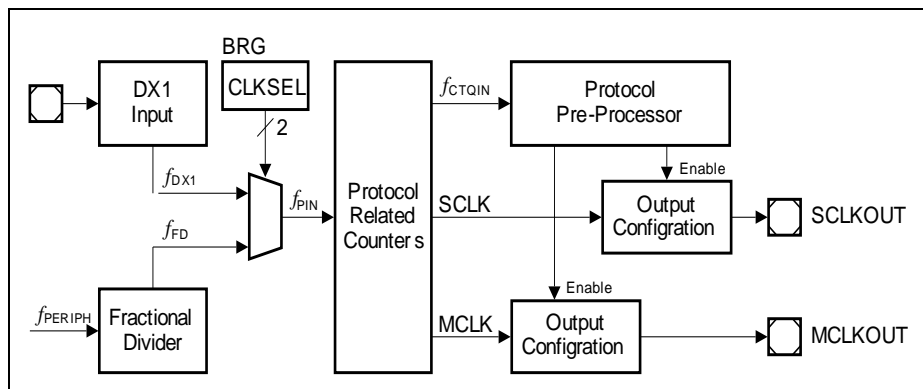 BRG
CLKSEL
2
DX1
Input
fDX1
fFD
fPERIPH
Fractional
Divider
fPIN
Protocol
Related
Counter s
fCTQIN
Protocol
Pre-Processor
Enable
SCLK
Output
Configration
SCLKOUT
Enable
MCLK
Output
Configration
MCLKOUT